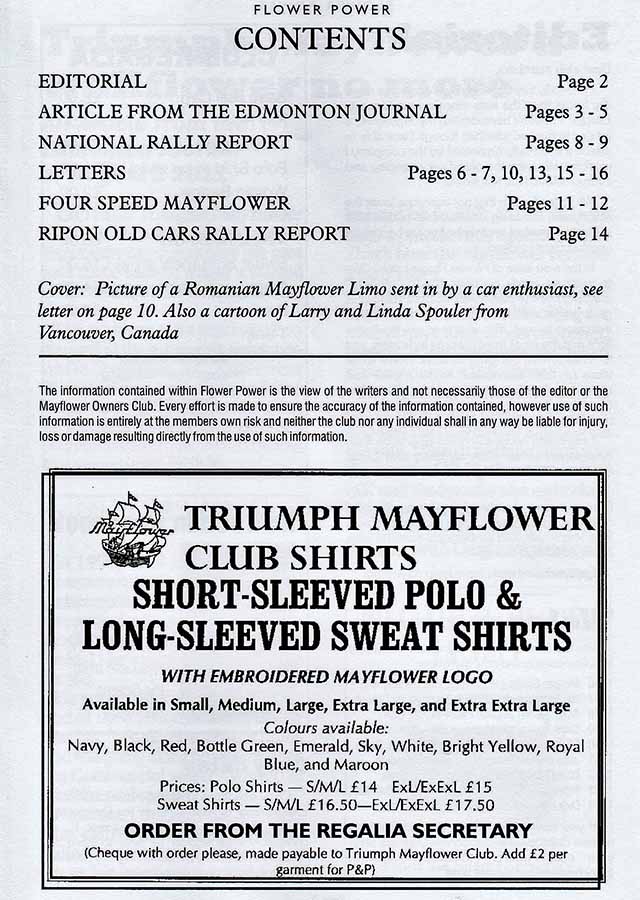 FLOWER POWER
CONTENTS
EDITORIAL Page 2
ARTICLE FROM THE EDMONTON JOURNAL Pages 3 - 5
NATIONAL RALLY REPORT Pages 8 - 9
LETTERS Pages 6 - 7, 10, 13, 15 - 16
FOUR SPEED MAYFLOWER Pages 11 - 12
RIPON OLD CARS RALLY REPORT Page 14
Cover: Picture of a Romanian Mayflower Limo sent in by a car enthusiast, see
letter on page 10. Also a cartoon of Larry and Linda Spouler from
Vancouver, Canada
The information contained within Flower Power is the view of the writers and not necessarily those of the editor or the
Mayflower Owners Club. Every effort is made to ensure the accuracy of the information contained, however use of such
information is entirely at the members own risk and neither the club nor any individual shall in any way be liable for injury,
loss or damage resulting directly from the use of such information.
Mayflower
TRIUMPH MAYFLOWER
CLUB SHIRTS
SHORT-SLEEVED POLO &
LONG-SLEEVED SWEAT SHIRTS
WITH EMBROIDERED MAYFLOWER LOGO
Available in Small, Medium, Large, Extra Large, and Extra Extra Large
Colours available:
Navy, Black, Red, Bottle Green, Emerald, Sky, White, Bright Yellow, Royal
Blue, and Maroon
Prices: Polo Shirts — S/M/L £14 ExL/ExExL £15
Sweat Shirts — S/M/L £16.50—ExL/ExExL £17.50
ORDER FROM THE REGALIA SECRETARY
(Cheque with order please, made payable to Triumph Mayflower Club. Add £2 per
garment for P&P)